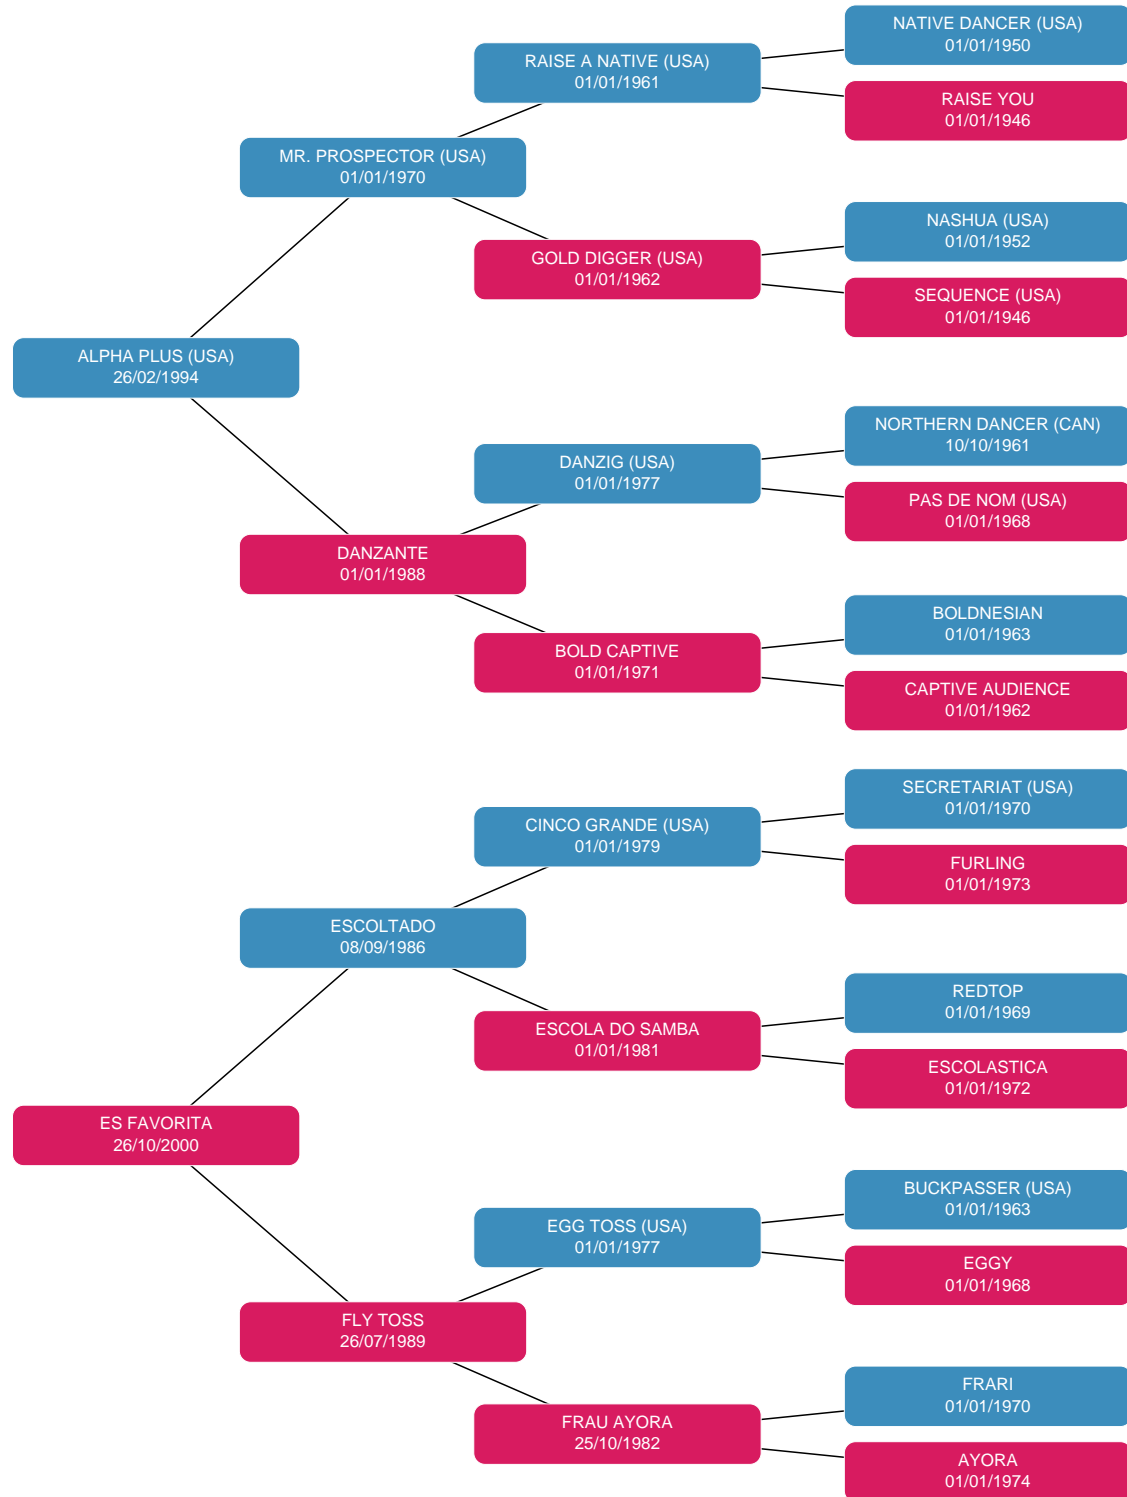 NATIVE DANCER (USA)
01/01/1950
RAISE A NATIVE (USA)
01/01/1961
RAISE YOU
01/01/1946
MR. PROSPECTOR (USA)
01/01/1970
NASHUA (USA)
01/01/1952
GOLD DIGGER (USA)
01/01/1962
SEQUENCE (USA)
01/01/1946
ALPHA PLUS (USA)
26/02/1994
NORTHERN DANCER (CAN)
10/10/1961
DANZIG (USA)
01/01/1977
PAS DE NOM (USA)
01/01/1968
DANZANTE
01/01/1988
BOLDNESIAN
01/01/1963
BOLD CAPTIVE
01/01/1971
CAPTIVE AUDIENCE
01/01/1962
SECRETARIAT (USA)
01/01/1970
CINCO GRANDE (USA)
01/01/1979
FURLING
01/01/1973
ESCOLTADO
08/09/1986
REDTOP
01/01/1969
ESCOLA DO SAMBA
01/01/1981
ESCOLASTICA
01/01/1972
ES FAVORITA
26/10/2000
BUCKPASSER (USA)
01/01/1963
EGG TOSS (USA)
01/01/1977
EGGY
01/01/1968
FLY TOSS
26/07/1989
FRARI
01/01/1970
FRAU AYORA
25/10/1982
AYORA
01/01/1974